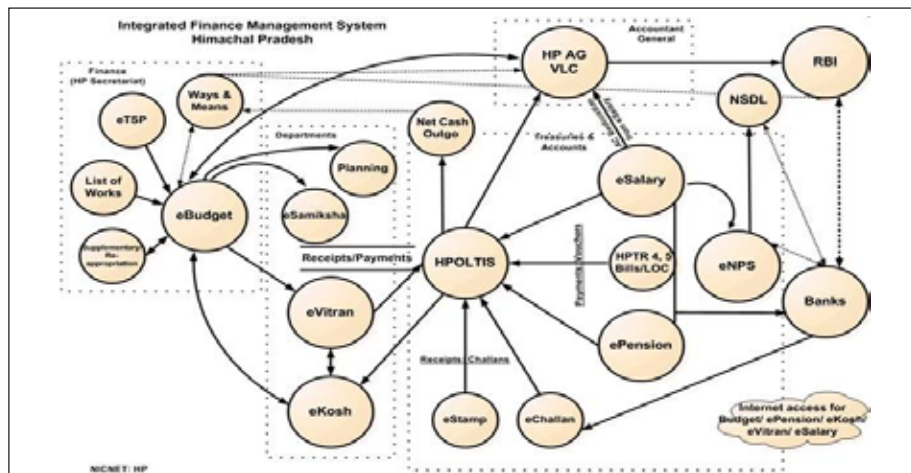 Integrated Finance Management System
Himachal Pradesh
Accountant
General
HP AG
VLC
RBI
Finance
(HP Secretariat)
Ways &
Means
eTSP
NSDL
Net Cash
Outgo
Treasuries &
Accounts
Departments
Planning
List of
Works
eBudget
eSamiksha
eSalary
Supplementary/
Re-
appropriation
Receipts/Payments
HPOLTIS
Payments/Vouchers
HPTR 4, 5
Bills/LOC
eNPS
Banks
eVitran
ePension
Receipts: Challans
eKosh
eStamp
eChallan
Internet access for
Budget/ ePension/ eKosh/
eVitran/ eSalary
NICNET: HP